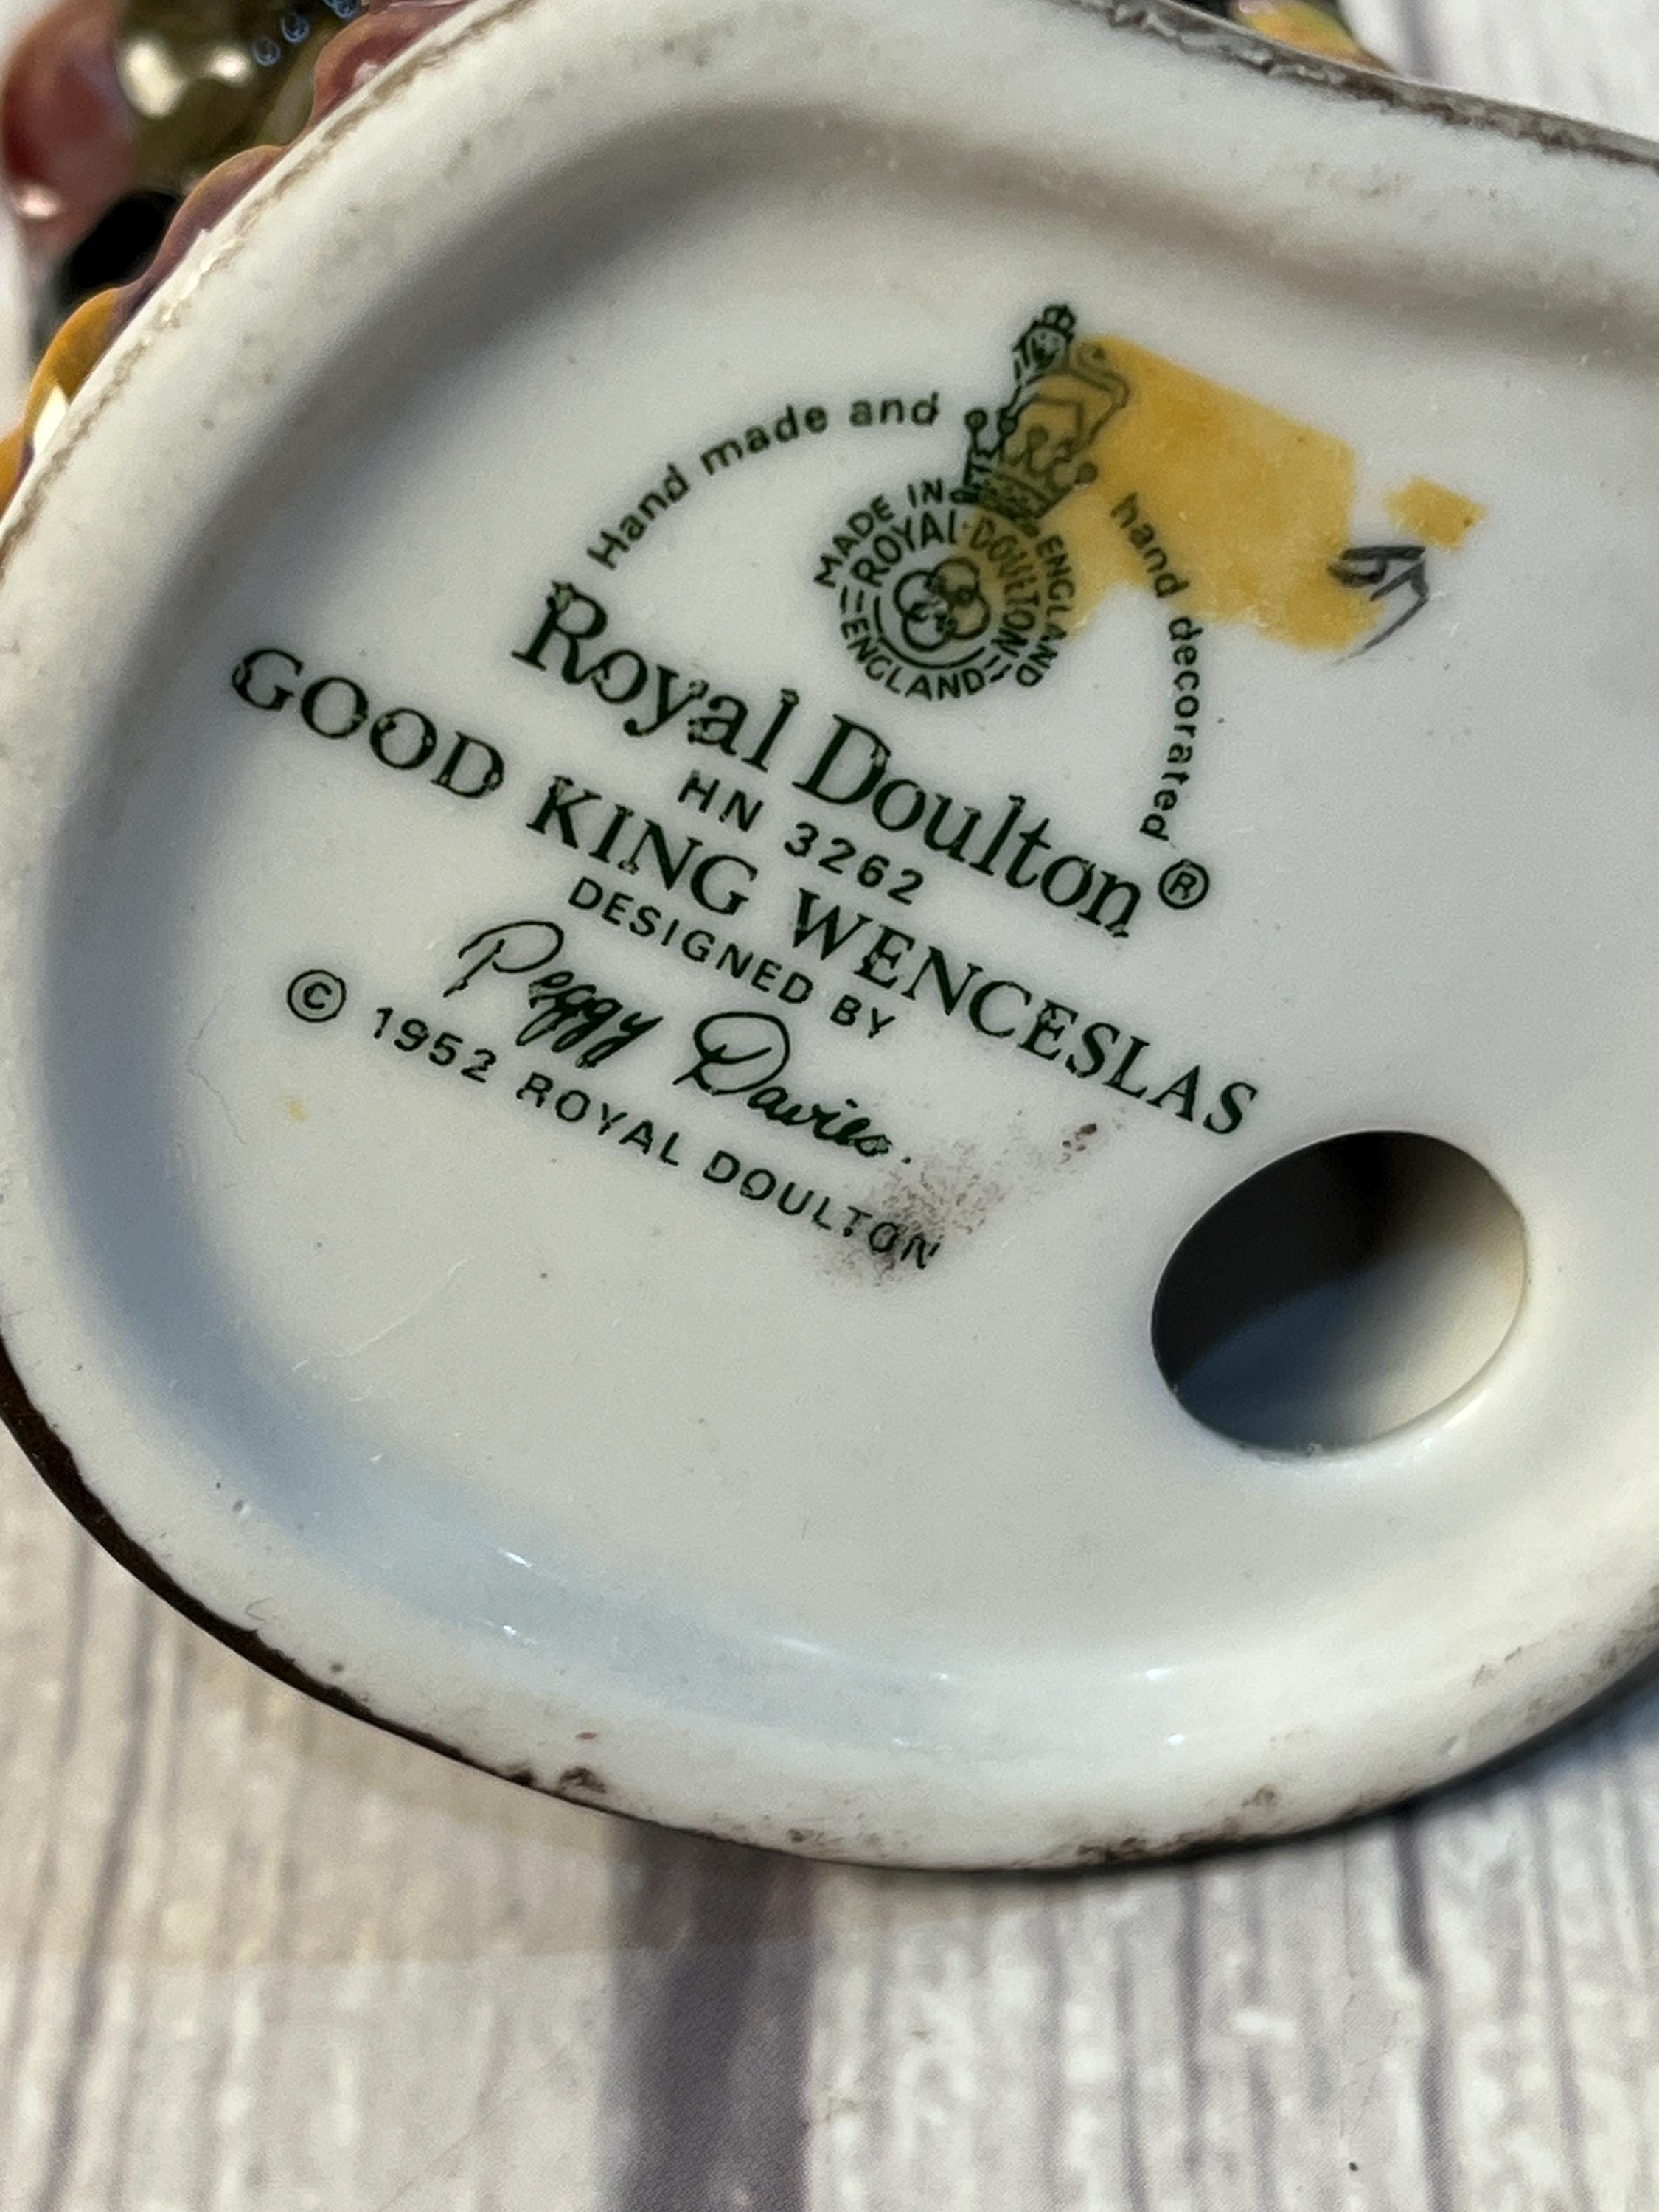 Hand made and hand decorated
MADE IN ENGLAND
ROYAL·DOULTON
ENGLAND
Royal Doulton®
HN 3262
GOOD KING WENCESLAS
DESIGNED BY
Peggy Davies.
© 1952 ROYAL DOULTON